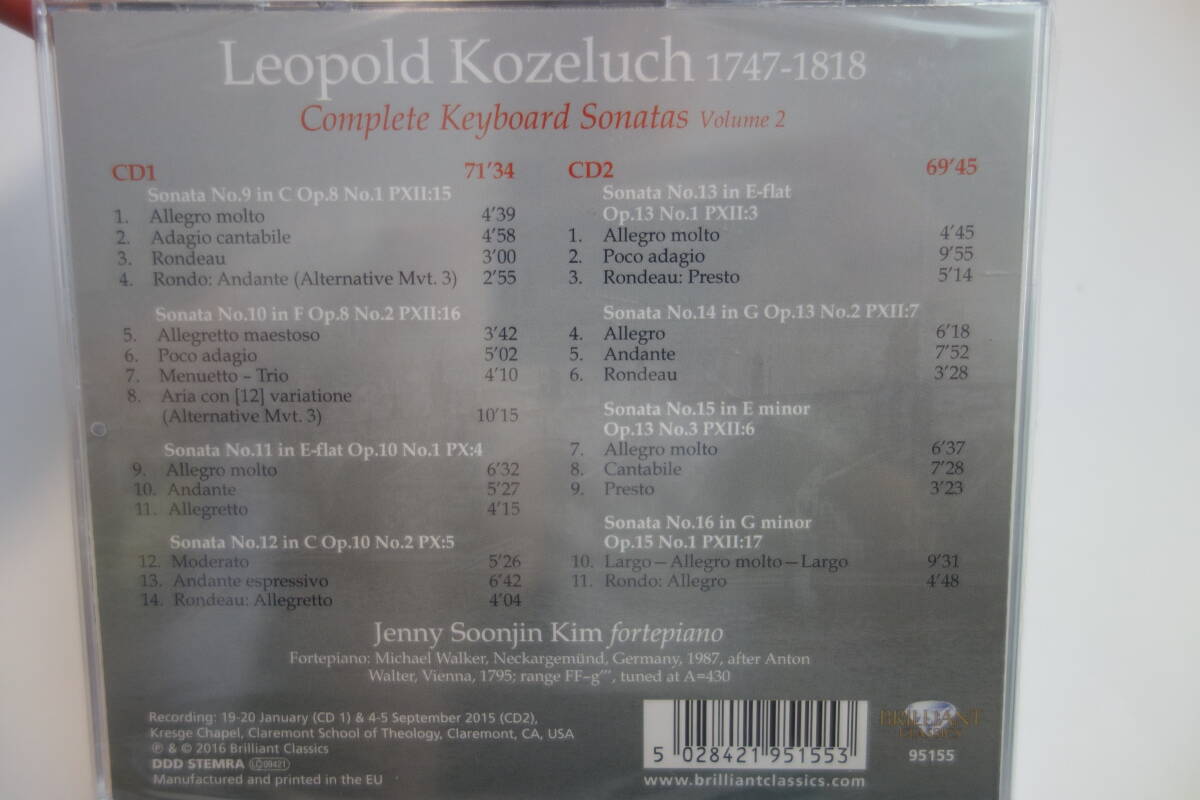 Leopold Kozeluch 1747-1818
Complete Keyboard Sonatas Volume 2
CD1 71'34
Sonata No.9 in C Op.8 No.1 PXII:15
1. Allegro molto 4'39
2. Adagio cantabile 4'58
3. Rondeau 3'00
4. Rondo: Andante (Alternative Mvt. 3) 2'55
Sonata No.10 in F Op.8 No.2 PXII:16
5. Allegretto maestoso 3'42
6. Poco adagio 5'02
7. Menuetto – Trio 4'10
8. Aria con [12] variatione
(Alternative Mvt. 3) 10'15
Sonata No.11 in E-flat Op.10 No.1 PX:4
9. Allegro molto 6'32
10. Andante 5'27
11. Allegretto 4'15
Sonata No.12 in C Op.10 No.2 PX:5
12. Moderato 5'26
13. Andante espressivo 6'42
14. Rondeau: Allegretto 4'04
CD2 69'45
Sonata No.13 in E-flat
Op.13 No.1 PXII:3
1. Allegro molto 4'45
2. Poco adagio 9'55
3. Rondeau: Presto 5'14
Sonata No.14 in G Op.13 No.2 PXII:7
4. Allegro 6'18
5. Andante 7'52
6. Rondeau 3'28
Sonata No.15 in E minor
Op.13 No.3 PXII:6
7. Allegro molto 6'37
8. Cantabile 7'28
9. Presto 3'23
Sonata No.16 in G minor
Op.15 No.1 PXII:17
10. Largo – Allegro molto – Largo 9'31
11. Rondo: Allegro 4'48
Jenny Soonjin Kim fortepiano
Fortepiano: Michael Walker, Neckargemünd, Germany, 1987, after Anton
Walter, Vienna, 1795; range FF–g''', tuned at A=430
Recording: 19-20 January (CD 1) & 4-5 September 2015 (CD2),
Kresge Chapel, Claremont School of Theology, Claremont, CA, USA
℗ & © 2016 Brilliant Classics
DDD STEMRA LC 09421
Manufactured and printed in the EU
5 028421 951553
www.brilliantclassics.com
BRILLIANT
CLASSICS
95155